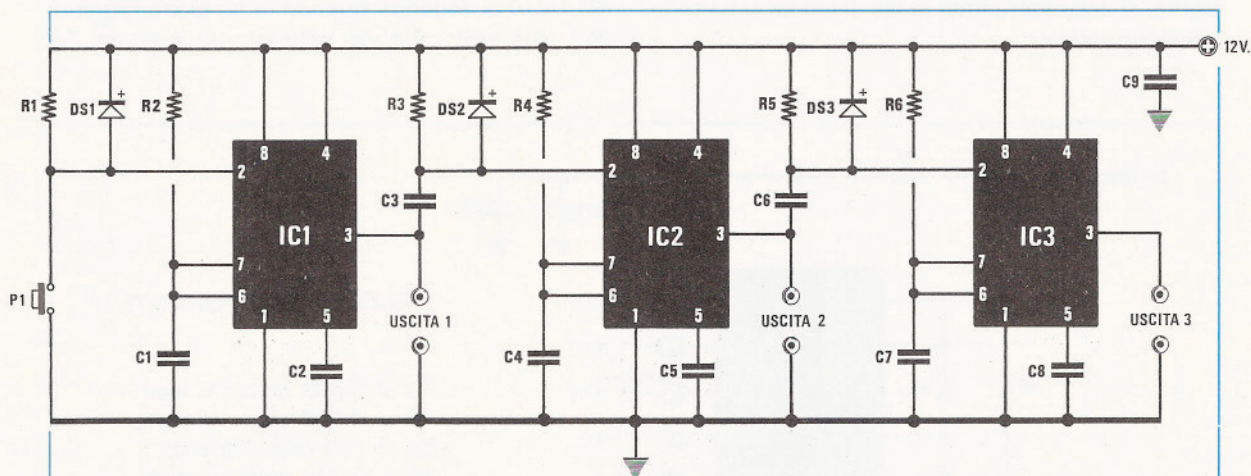 12V.
R1
DS1
+
R2
R3
DS2
+
R4
R5
DS3
+
R6
C9
8
4
2
C3
IC1
3
7
6
1
5
P1
C1
C2
USCITA 1
8
4
2
C6
IC2
3
7
6
1
5
C4
C5
USCITA 2
8
4
2
IC3
3
7
6
1
5
C7
C8
USCITA 3